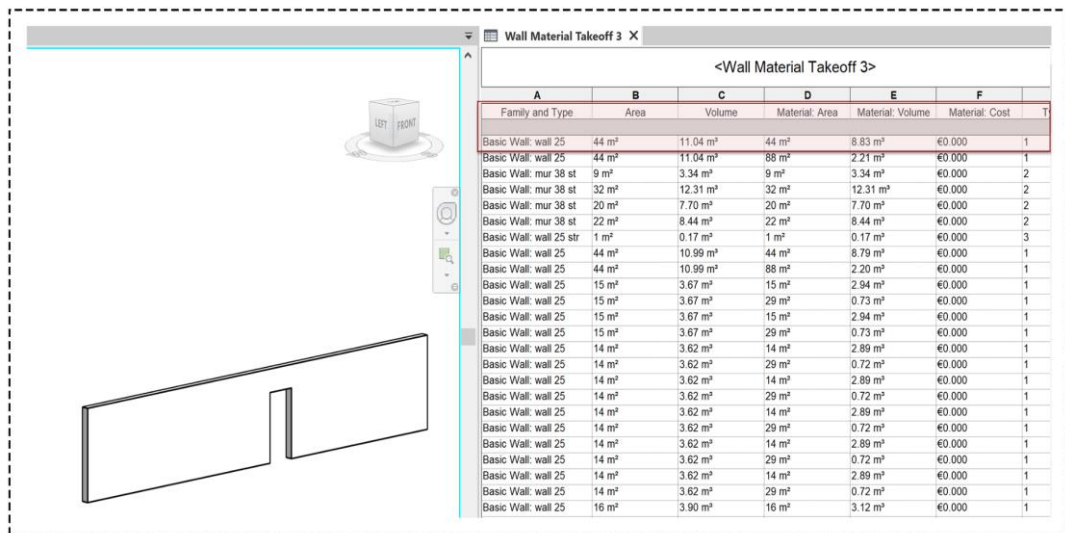 Wall Material Takeoff 3 X
<Wall Material Takeoff 3>
A B C D E F
Family and Type Area Volume Material: Area Material: Volume Material: Cost
LEFT FRONT
Basic Wall: wall 25 44 m² 11.04 m³ 44 m² 8.83 m³ €0.000 1
Basic Wall: wall 25 44 m² 11.04 m³ 88 m² 2.21 m³ €0.000 1
Basic Wall: mur 38 st 9 m² 3.34 m³ 9 m² 3.34 m³ €0.000 2
Basic Wall: mur 38 st 32 m² 12.31 m³ 32 m² 12.31 m³ €0.000 2
Basic Wall: mur 38 st 20 m² 7.70 m³ 20 m² 7.70 m³ €0.000 2
Basic Wall: mur 38 st 22 m² 8.44 m³ 22 m² 8.44 m³ €0.000 2
Basic Wall: wall 25 str 1 m² 0.17 m³ 1 m² 0.17 m³ €0.000 3
Basic Wall: wall 25 44 m² 10.99 m³ 44 m² 8.79 m³ €0.000 1
Basic Wall: wall 25 44 m² 10.99 m³ 88 m² 2.20 m³ €0.000 1
Basic Wall: wall 25 15 m² 3.67 m³ 15 m² 2.94 m³ €0.000 1
Basic Wall: wall 25 15 m² 3.67 m³ 29 m² 0.73 m³ €0.000 1
Basic Wall: wall 25 15 m² 3.67 m³ 15 m² 2.94 m³ €0.000 1
Basic Wall: wall 25 15 m² 3.67 m³ 29 m² 0.73 m³ €0.000 1
Basic Wall: wall 25 14 m² 3.62 m³ 14 m² 2.89 m³ €0.000 1
Basic Wall: wall 25 14 m² 3.62 m³ 29 m² 0.72 m³ €0.000 1
Basic Wall: wall 25 14 m² 3.62 m³ 14 m² 2.89 m³ €0.000 1
Basic Wall: wall 25 14 m² 3.62 m³ 29 m² 0.72 m³ €0.000 1
Basic Wall: wall 25 14 m² 3.62 m³ 14 m² 2.89 m³ €0.000 1
Basic Wall: wall 25 14 m² 3.62 m³ 29 m² 0.72 m³ €0.000 1
Basic Wall: wall 25 14 m² 3.62 m³ 14 m² 2.89 m³ €0.000 1
Basic Wall: wall 25 14 m² 3.62 m³ 29 m² 0.72 m³ €0.000 1
Basic Wall: wall 25 14 m² 3.62 m³ 14 m² 2.89 m³ €0.000 1
Basic Wall: wall 25 14 m² 3.62 m³ 29 m² 0.72 m³ €0.000 1
Basic Wall: wall 25 16 m² 3.90 m³ 16 m² 3.12 m³ €0.000 1